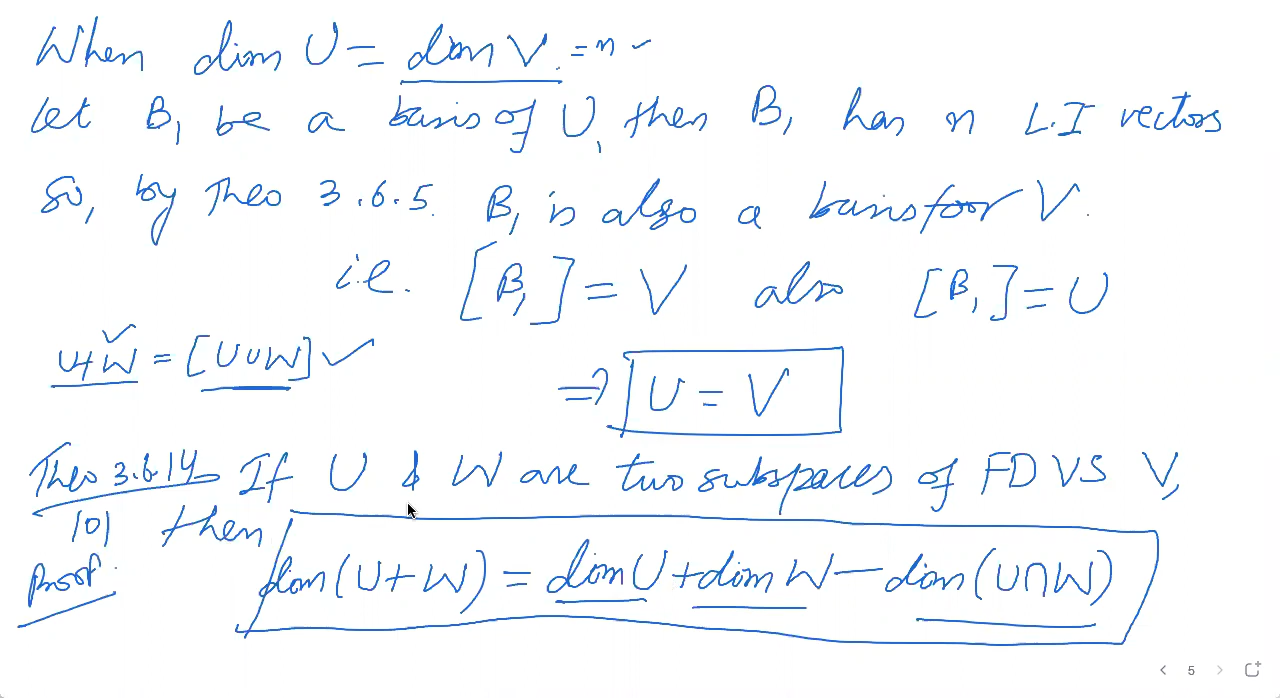 When dim U = dim V. = n ✓
Let B₁ be a basis of U, then B₁ has n L.I vectors
So, by Theo 3.6.5. B₁ is also a basis for V.
i.e. [B₁] = V also [B₁] = U
U+W = [U∪W] ✓
⇒ U = V
Theo 3.6.14 If U & W are two subspaces of FDVS V,
101 then
Proof: dim(U+W) = dim U + dim W − dim(U∩W)
5